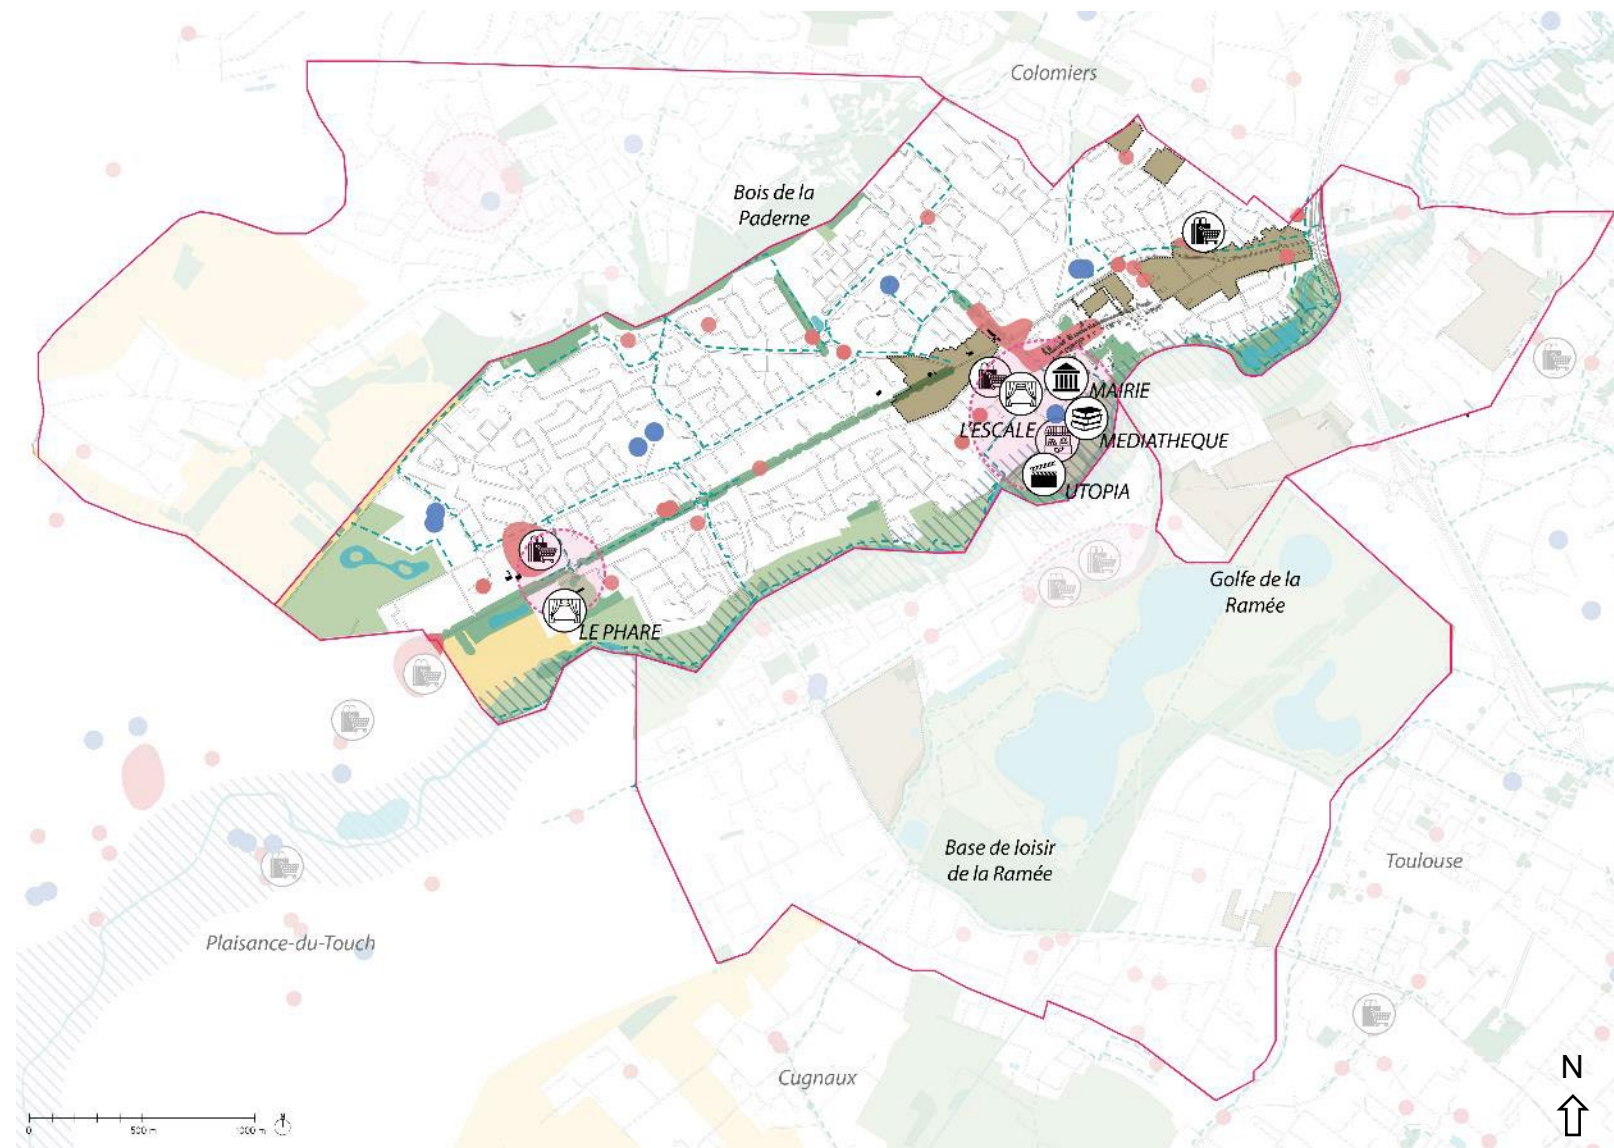 Colomiers
Bois de la
Paderne
MAIRIE
L'ESCALE
MEDIATHEQUE
UTOPIA
Golfe de la
Ramée
LE PHARE
Base de loisir
de la Ramée
Toulouse
Plaisance-du-Touch
Cugnaux
N
0 500 m 1000 m